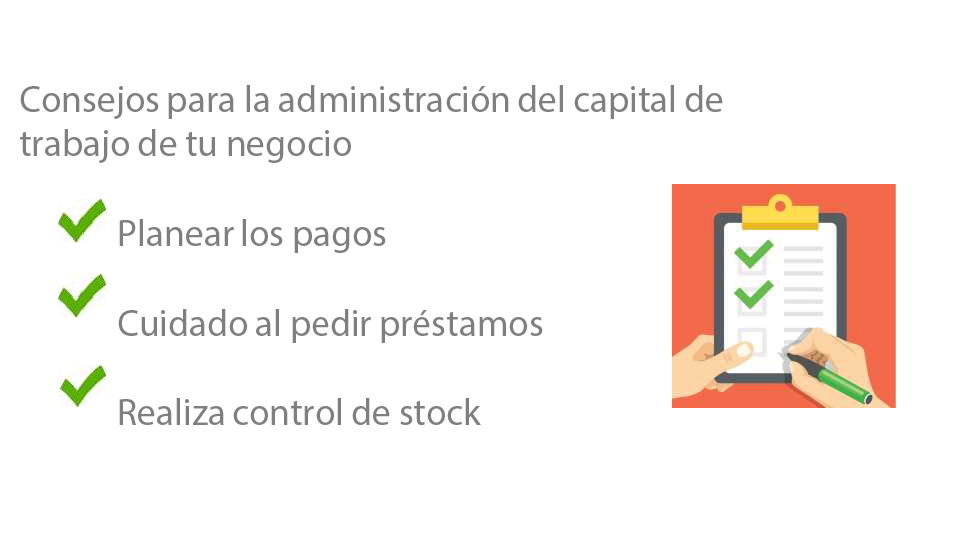 Consejos para la administración del capital de
trabajo de tu negocio
Planear los pagos
Cuidado al pedir préstamos
Realiza control de stock